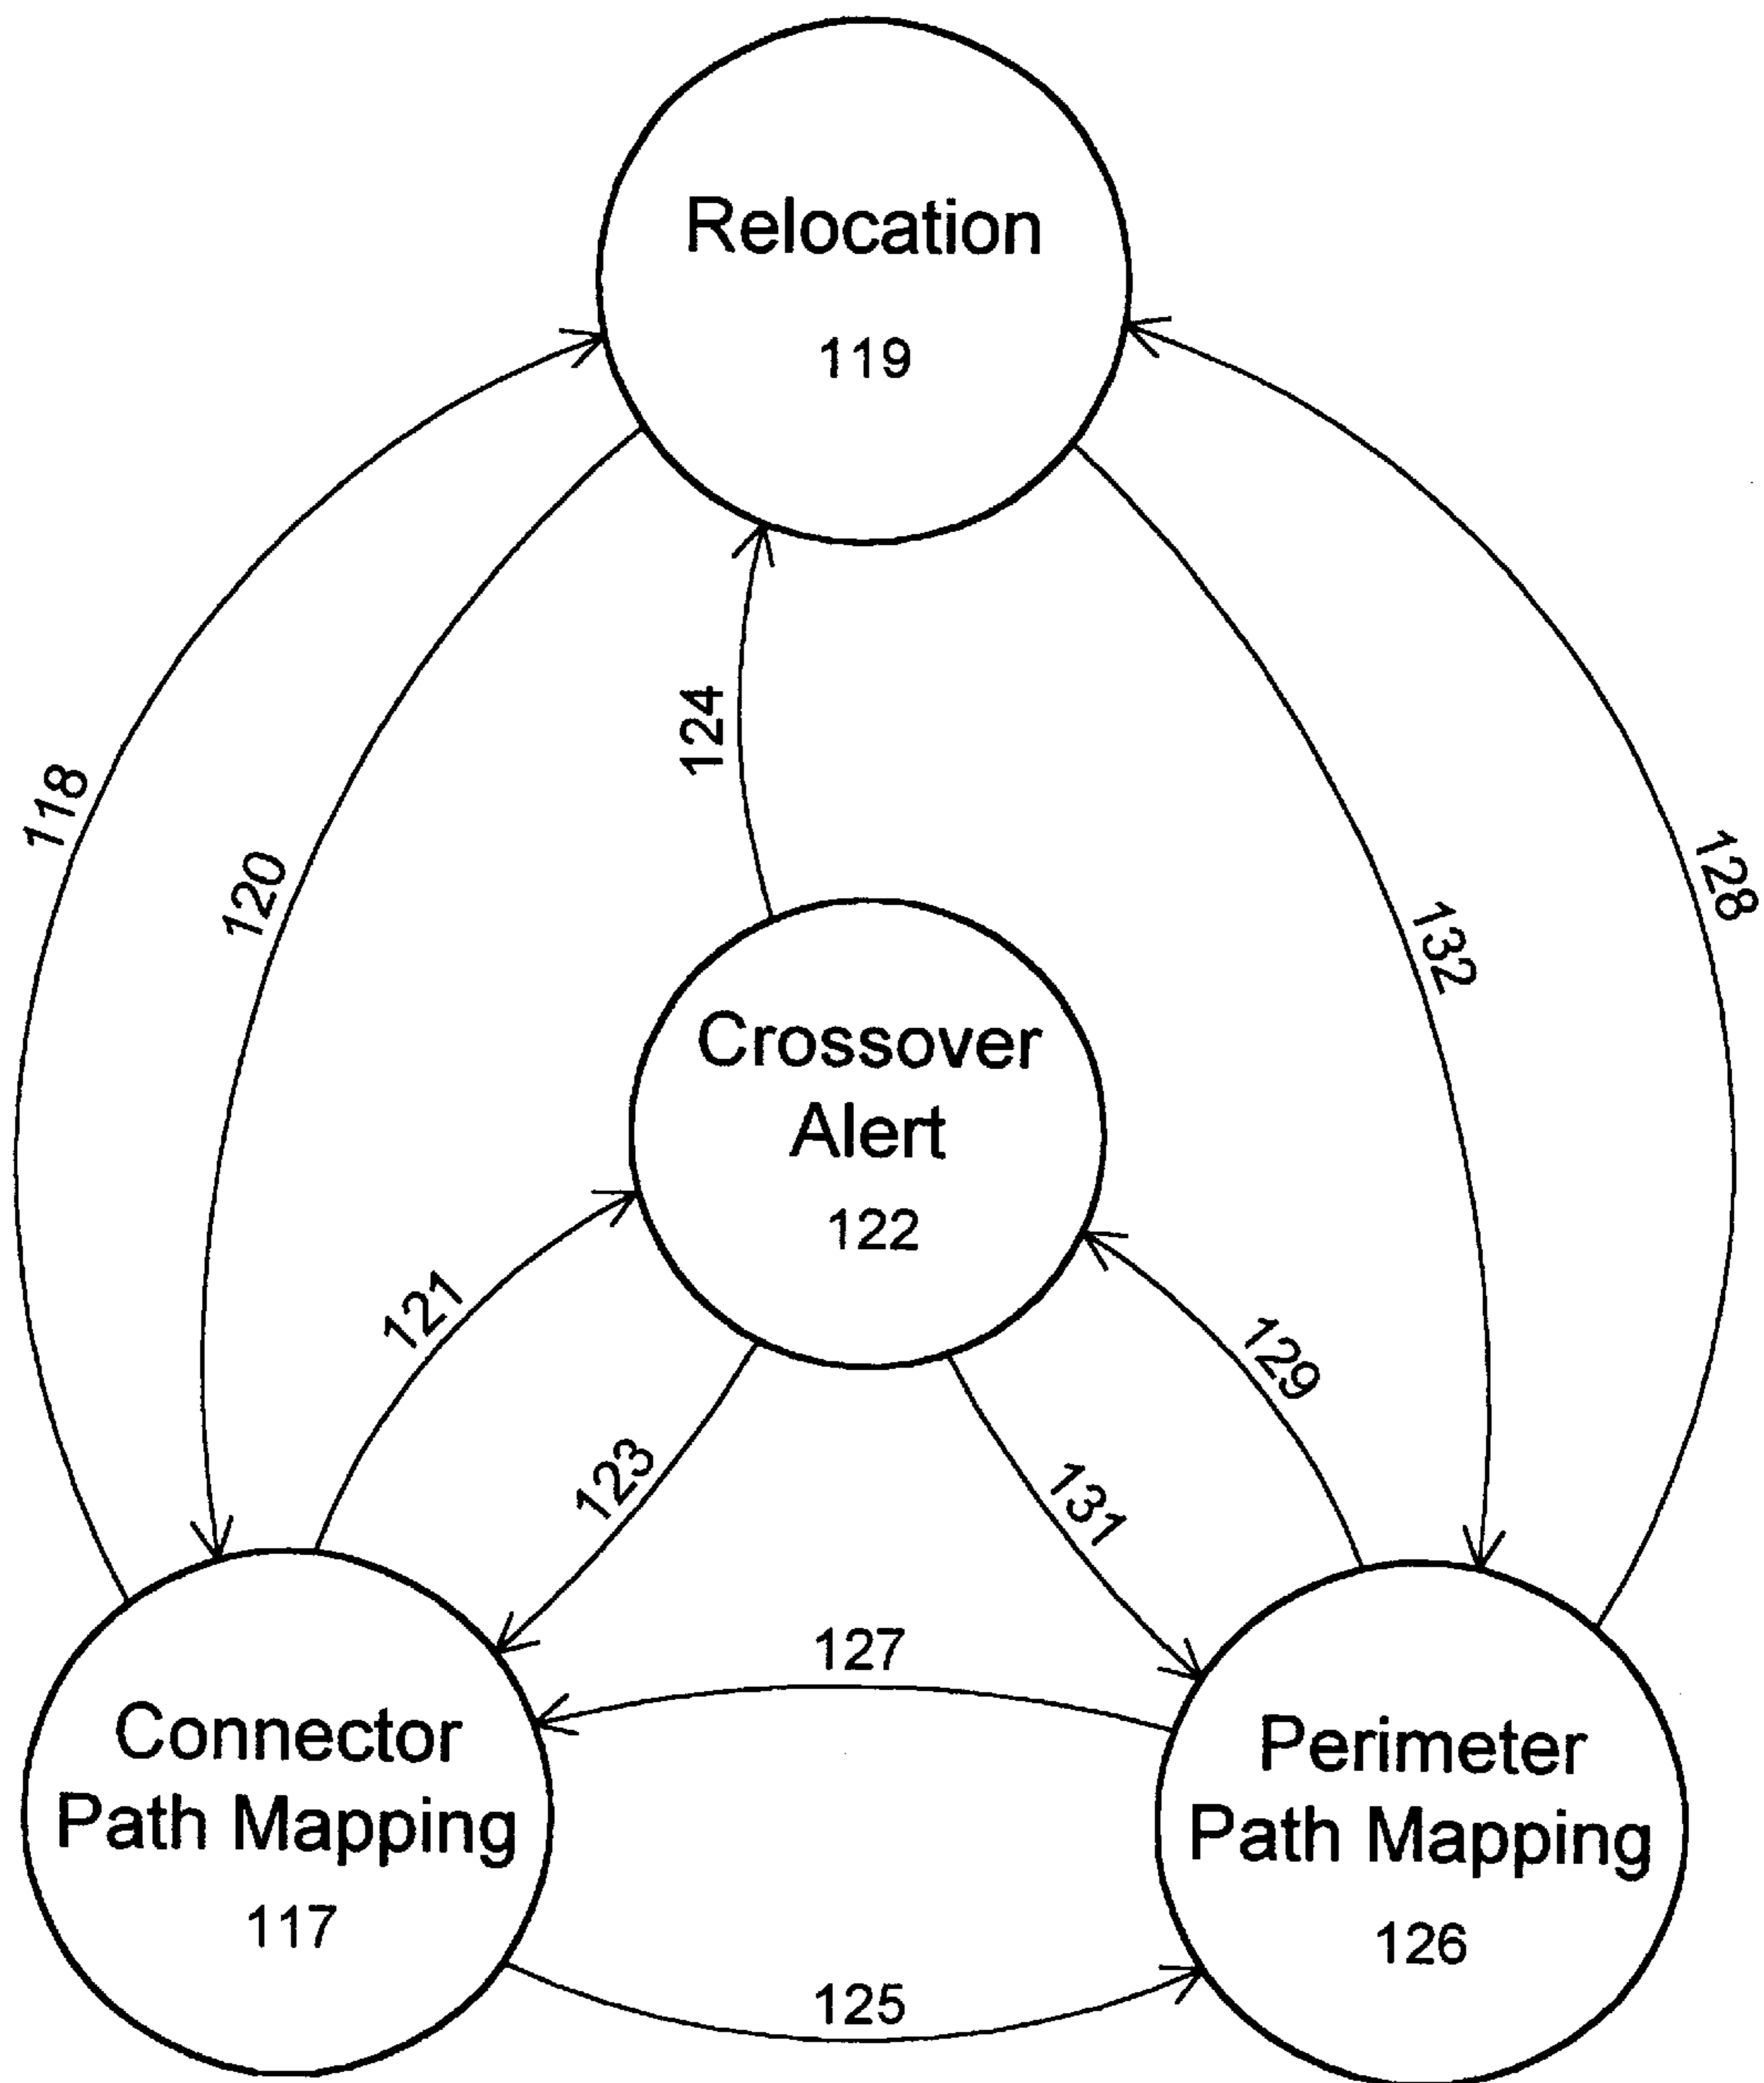 Relocation
119
118
120
124
132
128
Crossover
Alert
122
121
129
123
131
127
Connector
Path Mapping
117
Perimeter
Path Mapping
126
125